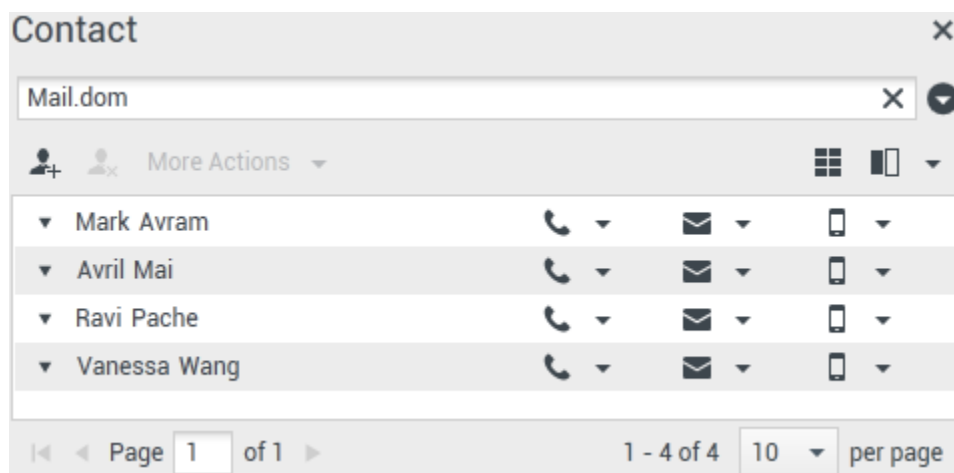 Contact
Mail.dom
More Actions
Mark Avram
Avril Mai
Ravi Pache
Vanessa Wang
Page 1 of 1 1 - 4 of 4 10 per page